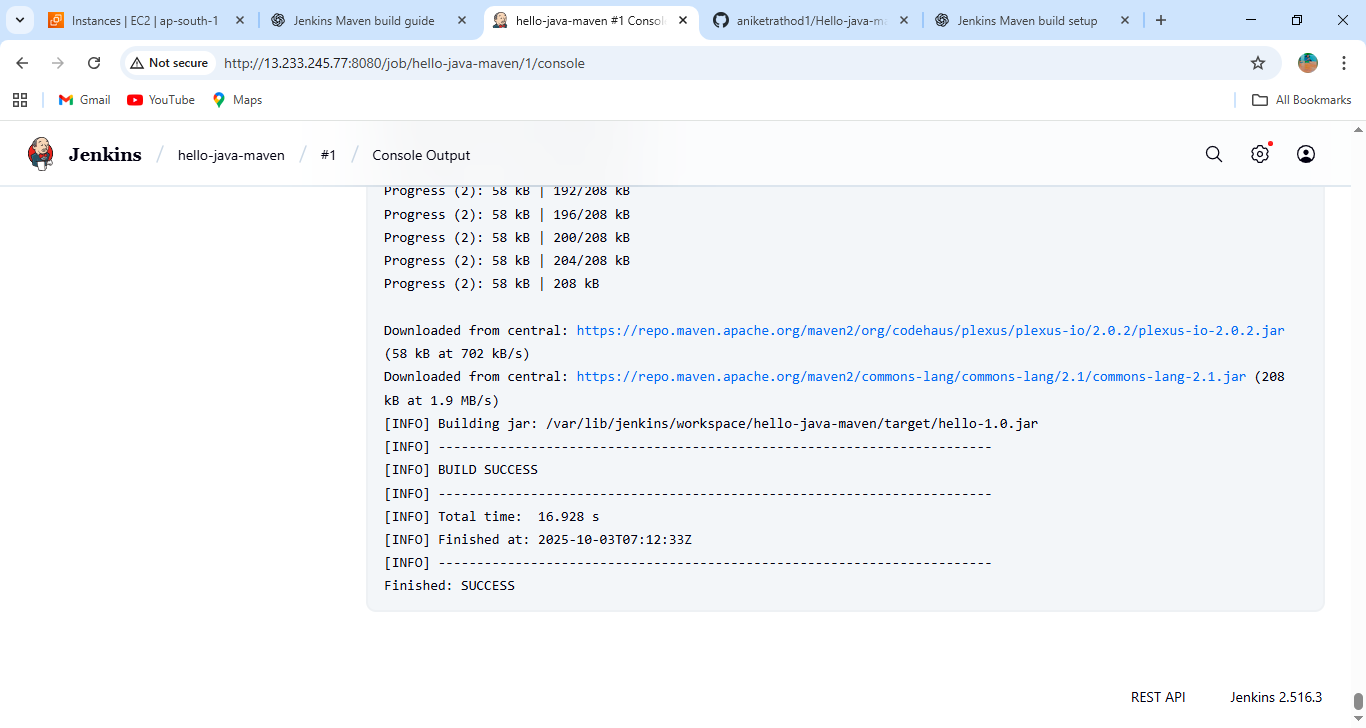 Instances | EC2 | ap-south-1
Jenkins Maven build guide
hello-java-maven #1 Consol
aniketrathod1/Hello-java-ma
Jenkins Maven build setup
Not secure
http://13.233.245.77:8080/job/hello-java-maven/1/console
Gmail
YouTube
Maps
All Bookmarks
Jenkins / hello-java-maven / #1 / Console Output
Progress (2): 58 kB | 192/208 kB
Progress (2): 58 kB | 196/208 kB
Progress (2): 58 kB | 200/208 kB
Progress (2): 58 kB | 204/208 kB
Progress (2): 58 kB | 208 kB
Downloaded from central: https://repo.maven.apache.org/maven2/org/codehaus/plexus/plexus-io/2.0.2/plexus-io-2.0.2.jar
(58 kB at 702 kB/s)
Downloaded from central: https://repo.maven.apache.org/maven2/commons-lang/commons-lang/2.1/commons-lang-2.1.jar (208
kB at 1.9 MB/s)
[INFO] Building jar: /var/lib/jenkins/workspace/hello-java-maven/target/hello-1.0.jar
[INFO] ------------------------------------------------------------------------
[INFO] BUILD SUCCESS
[INFO] ------------------------------------------------------------------------
[INFO] Total time:  16.928 s
[INFO] Finished at: 2025-10-03T07:12:33Z
[INFO] ------------------------------------------------------------------------
Finished: SUCCESS
REST API
Jenkins 2.516.3